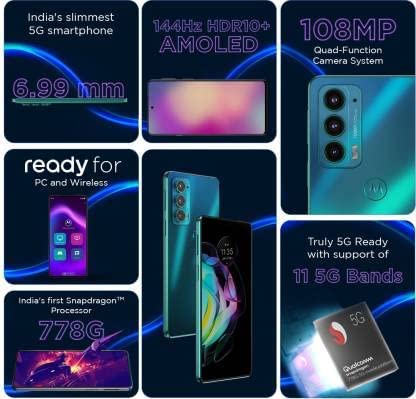 India's slimmest
5G smartphone
6.99 mm
144Hz HDR10+
AMOLED
108MP
Quad-Function
Camera System
ready for
PC and Wireless
India's first Snapdragon™
Processor
778G
Truly 5G Ready
with support of
11 5G Bands
5G
Qualcomm
snapdragon